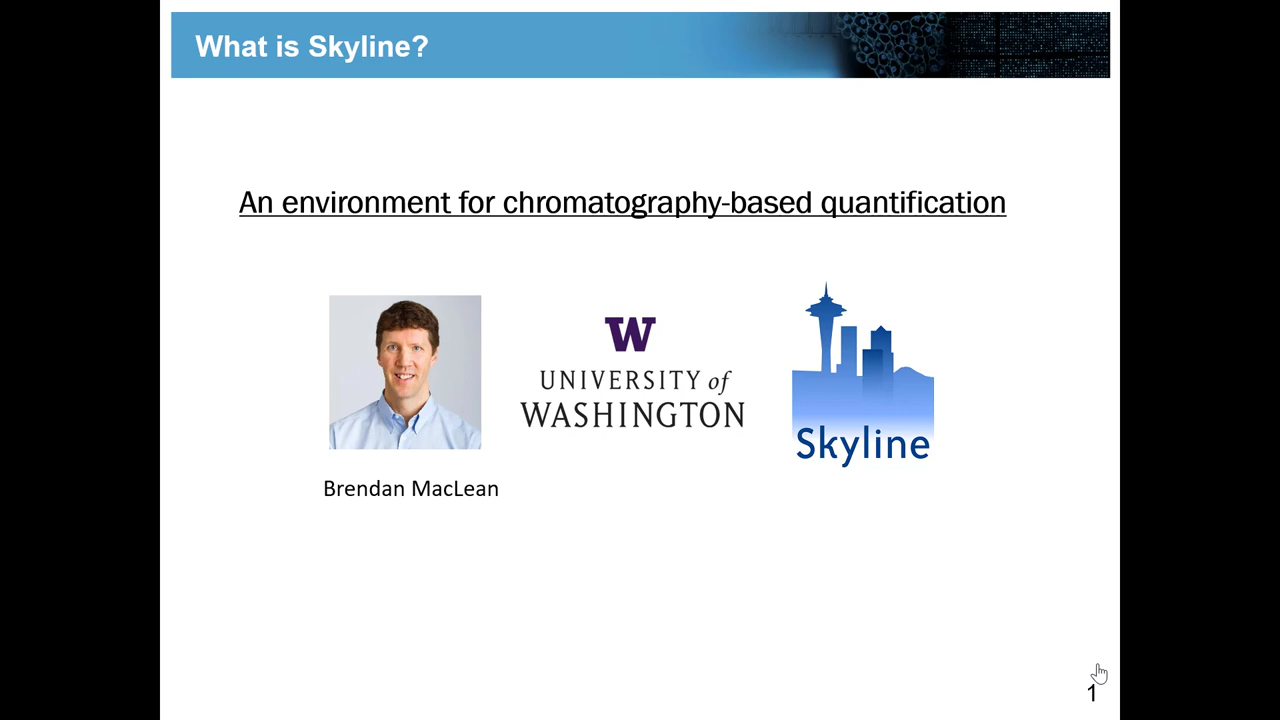 What is Skyline?
An environment for chromatography-based quantification
W
UNIVERSITY of
WASHINGTON
Skyline
Brendan MacLean
1